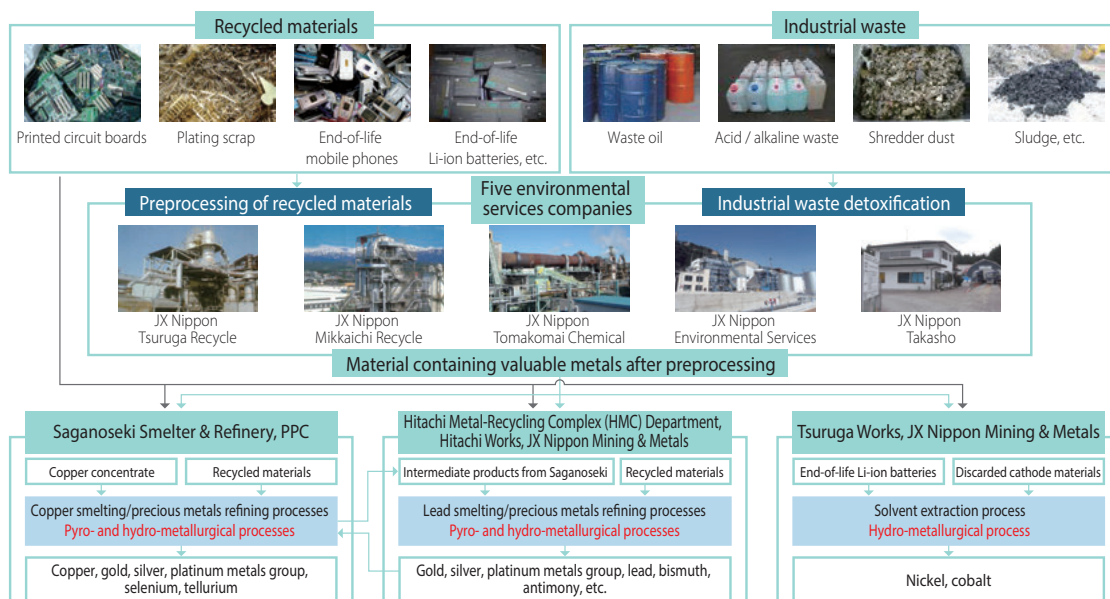 Recycled materials
Industrial waste
Printed circuit boards
Plating scrap
End-of-life
mobile phones
End-of-life
Li-ion batteries, etc.
Waste oil
Acid / alkaline waste
Shredder dust
Sludge, etc.
Preprocessing of recycled materials
Five environmental
services companies
Industrial waste detoxification
JX Nippon
Tsuruga Recycle
JX Nippon
Mikkaichi Recycle
JX Nippon
Tomakomai Chemical
JX Nippon
Environmental Services
JX Nippon
Takasho
Material containing valuable metals after preprocessing
Saganoseki Smelter & Refinery, PPC
Hitachi Metal-Recycling Complex (HMC) Department,
Hitachi Works, JX Nippon Mining & Metals
Tsuruga Works, JX Nippon Mining & Metals
Copper concentrate
Recycled materials
Intermediate products from Saganoseki
Recycled materials
End-of-life Li-ion batteries
Discarded cathode materials
Copper smelting/precious metals refining processes
Pyro- and hydro-metallurgical processes
Lead smelting/precious metals refining processes
Pyro- and hydro-metallurgical processes
Solvent extraction process
Hydro-metallurgical process
Copper, gold, silver, platinum metals group,
selenium, tellurium
Gold, silver, platinum metals group, lead, bismuth,
antimony, etc.
Nickel, cobalt